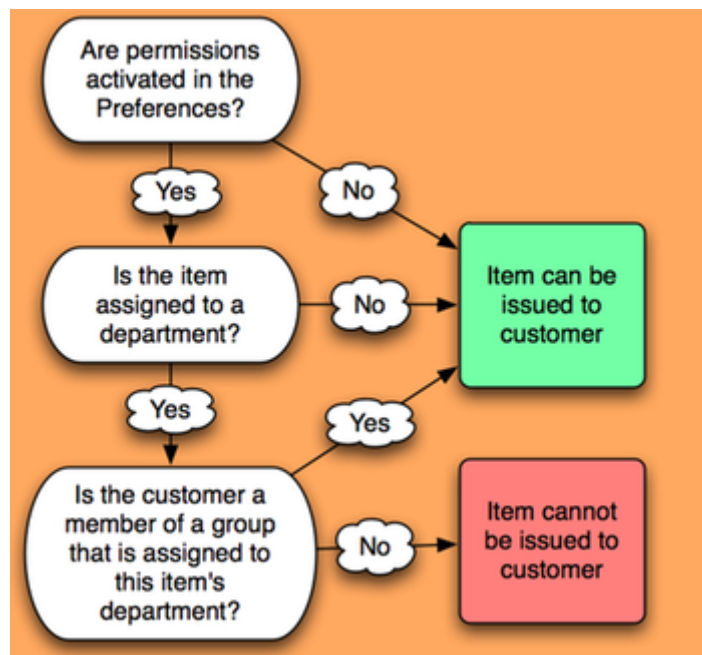 Are permissions
activated in the
Preferences?
Yes
No
Is the item
assigned to a
department?
No
Item can be
issued to
customer
Yes
Yes
Is the customer a
member of a group
that is assigned to
this item's
department?
No
Item cannot
be issued to
customer